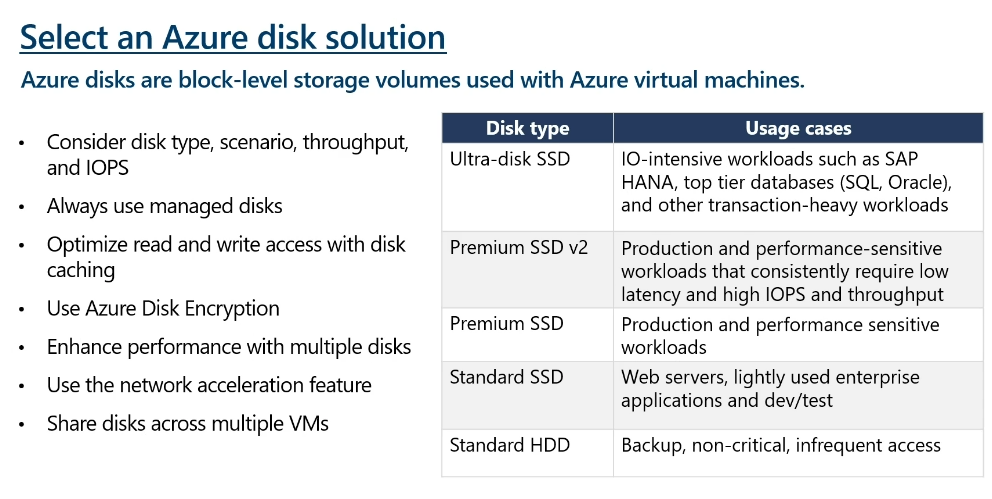 Select an Azure disk solution
Azure disks are block-level storage volumes used with Azure virtual machines.
• Consider disk type, scenario, throughput,
and IOPS
• Always use managed disks
• Optimize read and write access with disk
caching
• Use Azure Disk Encryption
• Enhance performance with multiple disks
• Use the network acceleration feature
• Share disks across multiple VMs
Disk type Usage cases
Ultra-disk SSD IO-intensive workloads such as SAP
HANA, top tier databases (SQL, Oracle),
and other transaction-heavy workloads
Premium SSD v2 Production and performance-sensitive
workloads that consistently require low
latency and high IOPS and throughput
Premium SSD Production and performance sensitive
workloads
Standard SSD Web servers, lightly used enterprise
applications and dev/test
Standard HDD Backup, non-critical, infrequent access